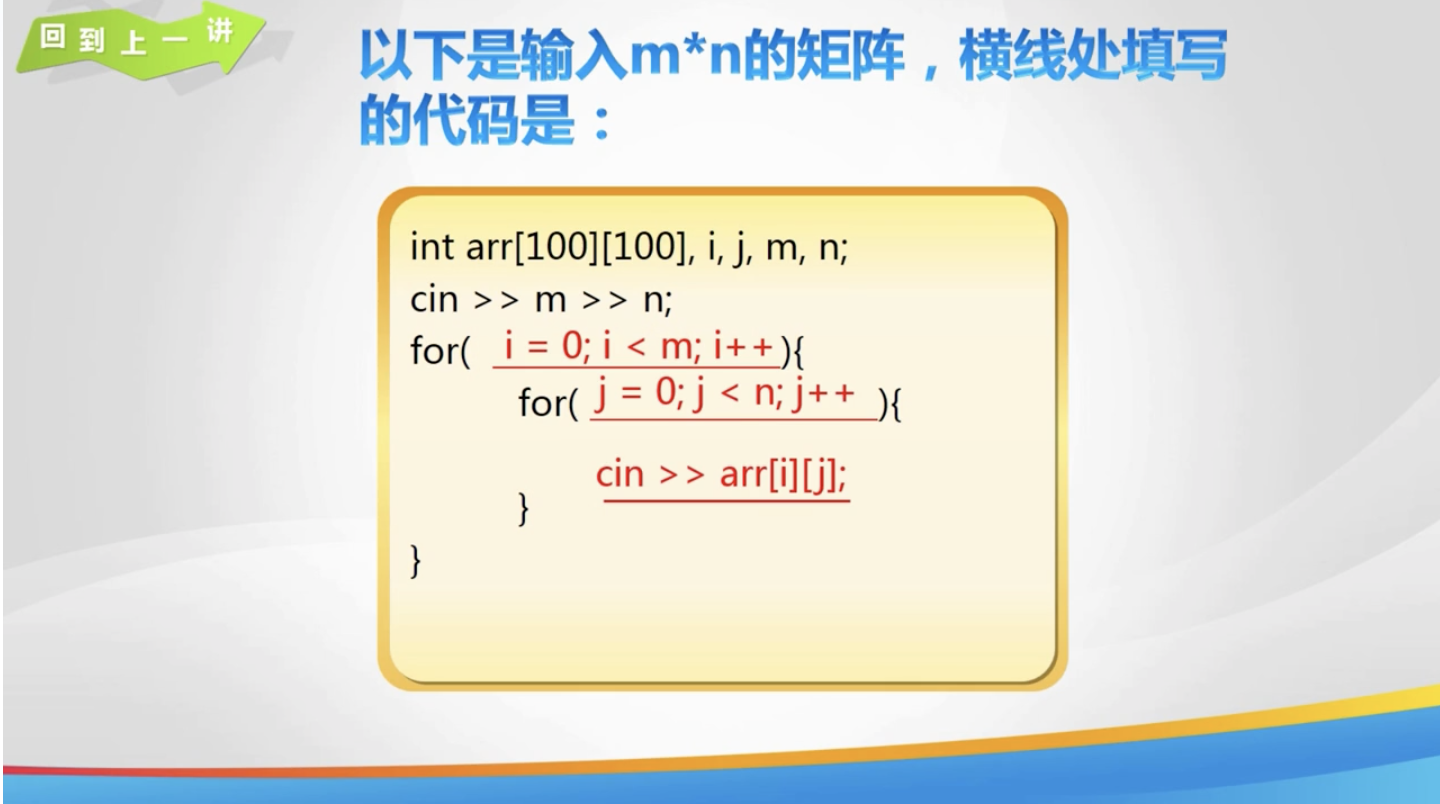 回到上一讲
以下是输入m*n的矩阵，横线处填写
的代码是：
int arr[100][100], i, j, m, n;
cin >> m >> n;
for( i = 0; i < m; i++){
for( j = 0; j < n; j++ ){
cin >> arr[i][j];
}
}